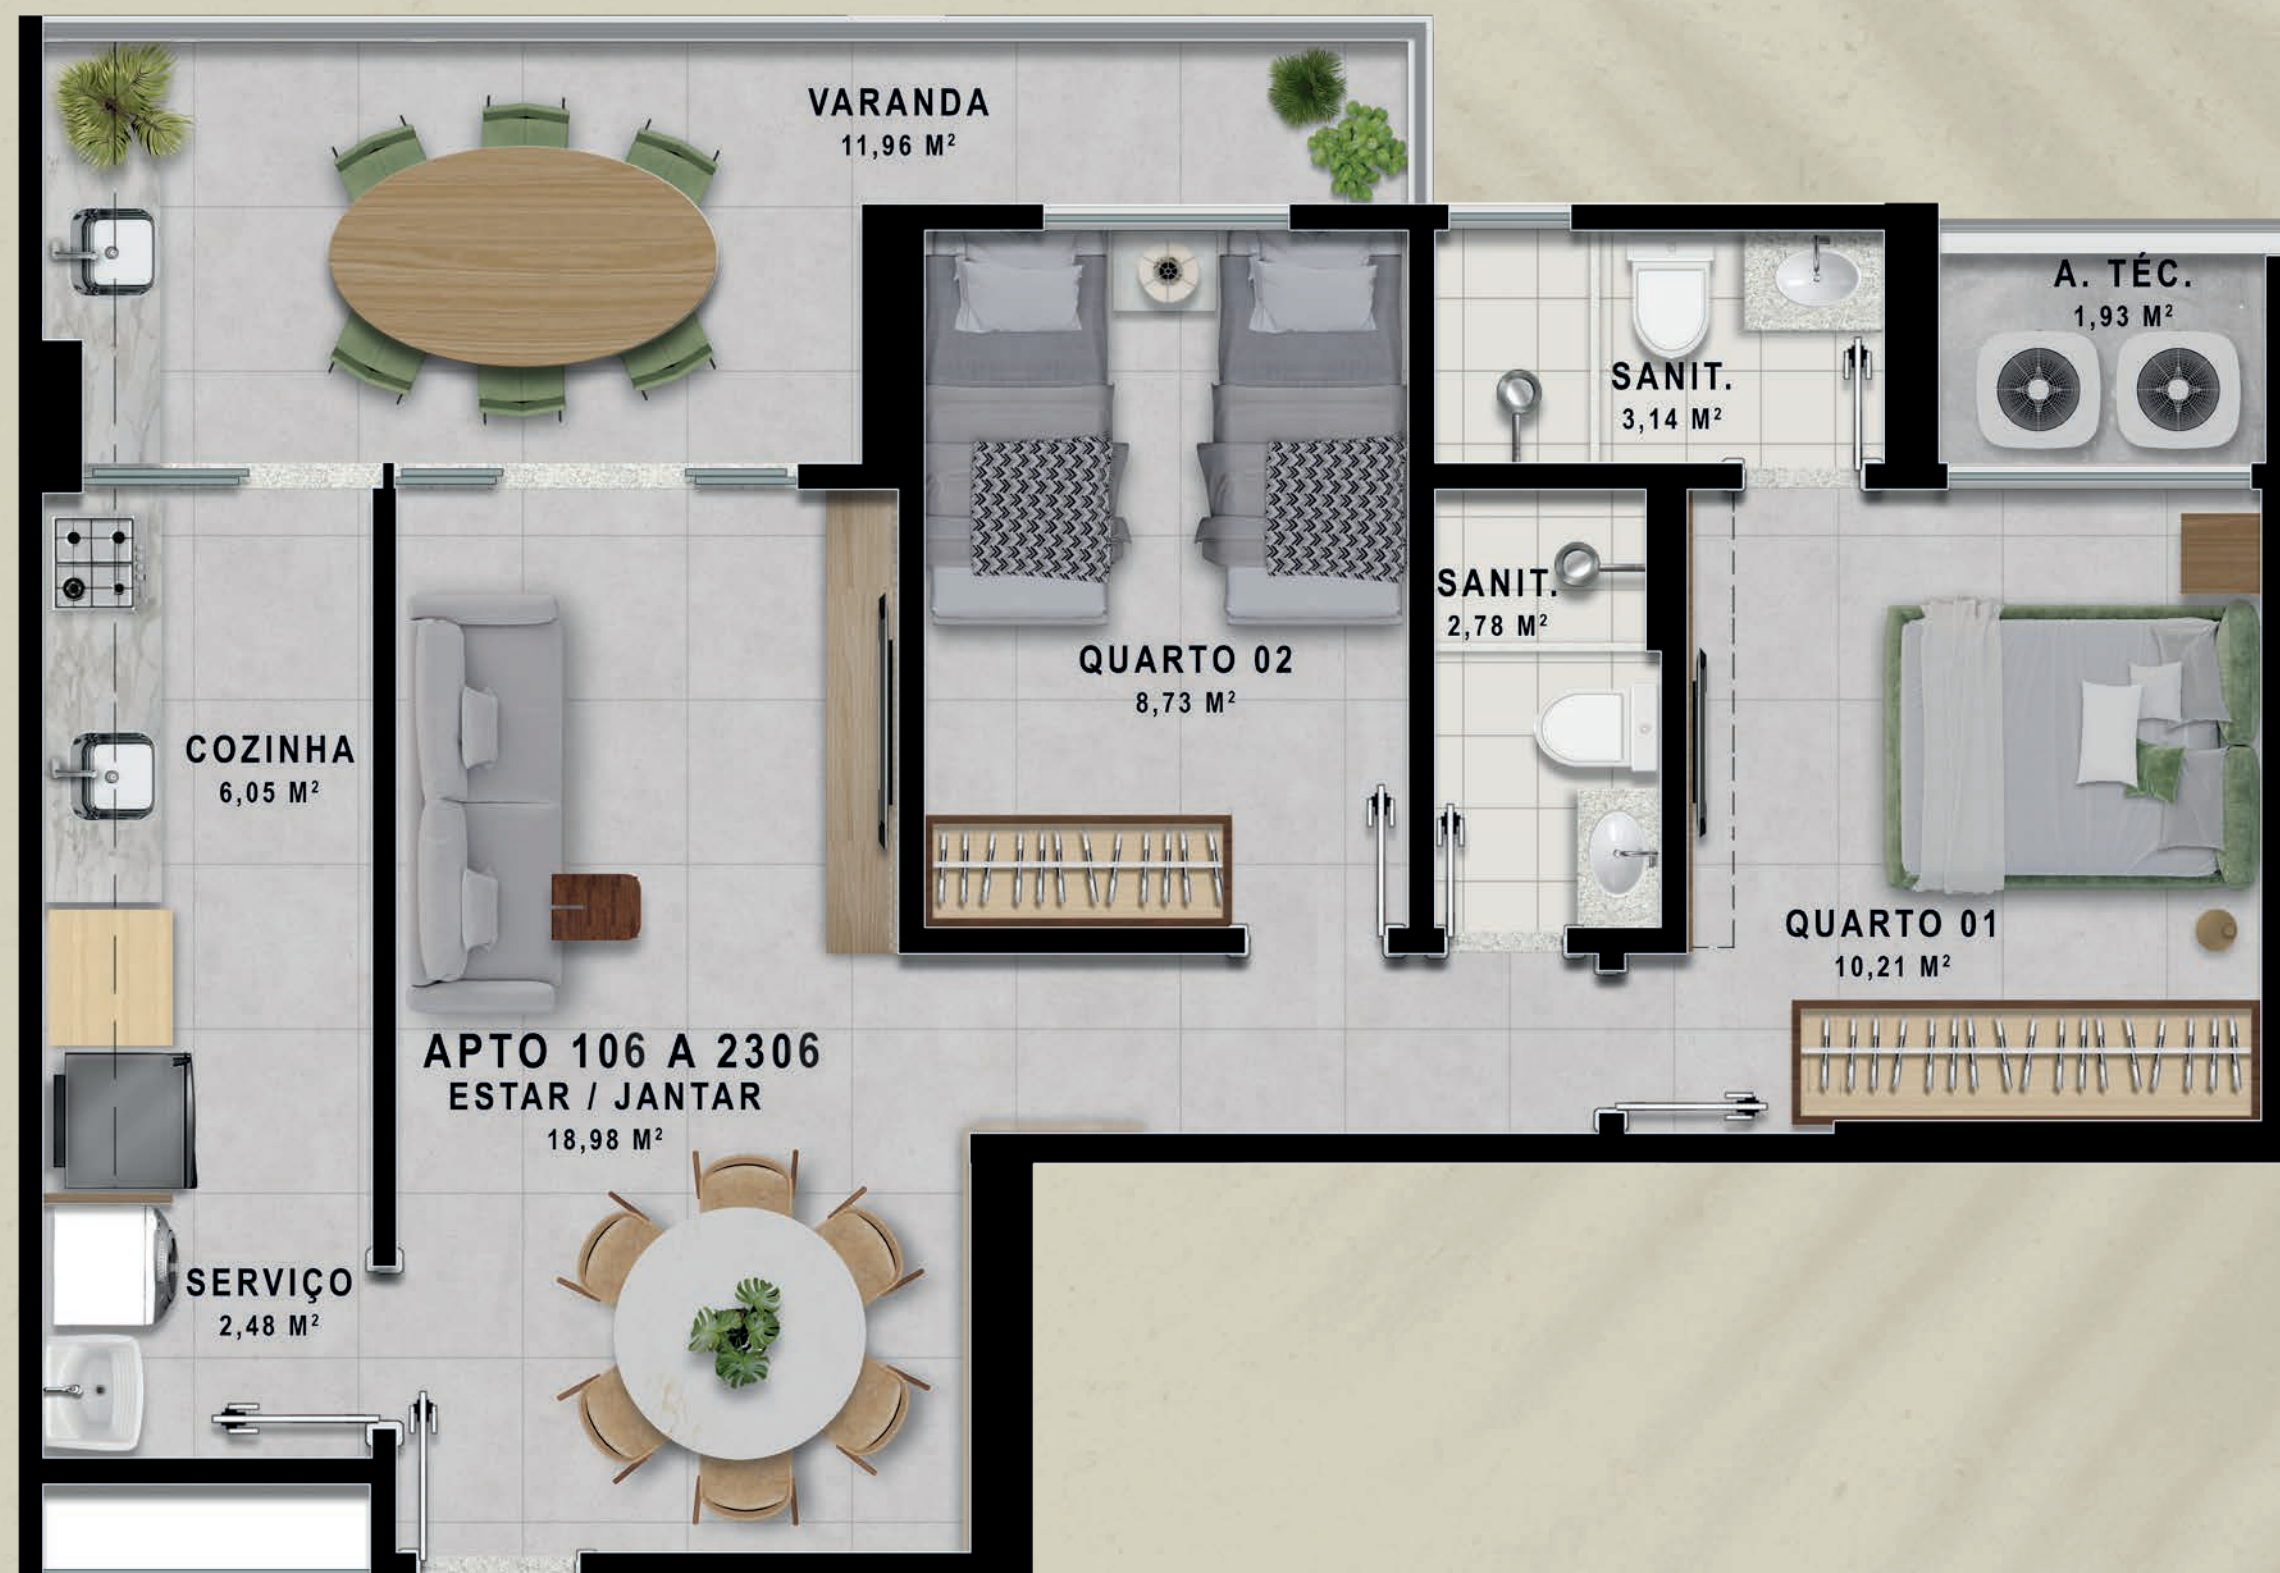 VARANDA
11,96 M²
A. TÉC.
1,93 M²
SANIT.
3,14 M²
SANIT.
2,78 M²
QUARTO 02
8,73 M²
COZINHA
6,05 M²
QUARTO 01
10,21 M²
APTO 106 A 2306
ESTAR / JANTAR
18,98 M²
SERVIÇO
2,48 M²